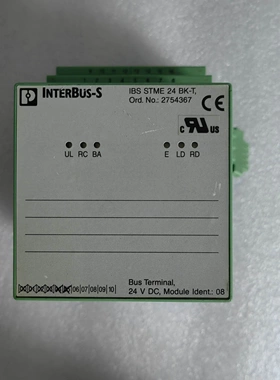 INTERBUS-S
IBS STME 24 BK-T,
Ord. No.: 2754367
CE
c RU us
UL RC BA
E LD RD
Bus Terminal,
24 V DC, Module Ident.: 08
06|07|08|09|10|